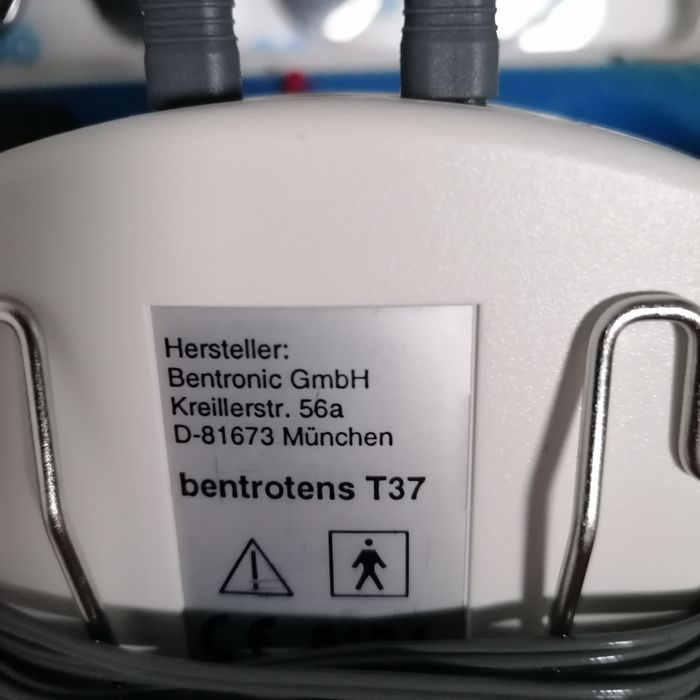 Hersteller:
Bentronic GmbH
Kreillerstr. 56a
D-81673 München
bentrotens T37